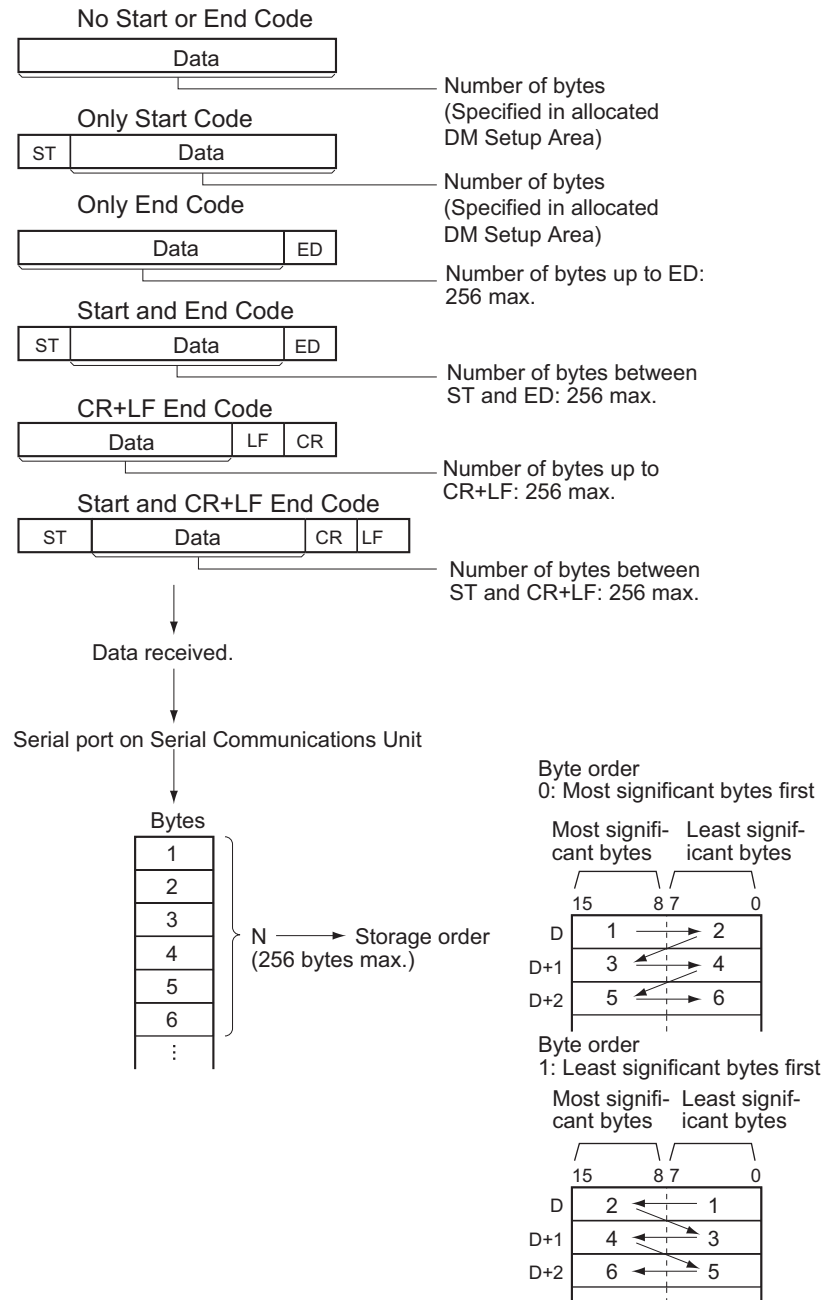 No Start or End Code
Data
Number of bytes
(Specified in allocated
DM Setup Area)
Only Start Code
ST Data
Number of bytes
(Specified in allocated
DM Setup Area)
Only End Code
Data ED
Number of bytes up to ED:
256 max.
Start and End Code
ST Data ED
Number of bytes between
ST and ED: 256 max.
CR+LF End Code
Data LF CR
Number of bytes up to
CR+LF: 256 max.
Start and CR+LF End Code
ST Data CR LF
Number of bytes between
ST and CR+LF: 256 max.
Data received.
Serial port on Serial Communications Unit
Bytes
1
2
3
4
5
6
⋮
N
(256 bytes max.)
Storage order
Byte order
0: Most significant bytes first
Most signifi-
cant bytes
Least signif-
icant bytes
15 8 7 0
D 1 2
D+1 3 4
D+2 5 6
Byte order
1: Least significant bytes first
Most signifi-
cant bytes
Least signif-
icant bytes
15 8 7 0
D 2 1
D+1 4 3
D+2 6 5